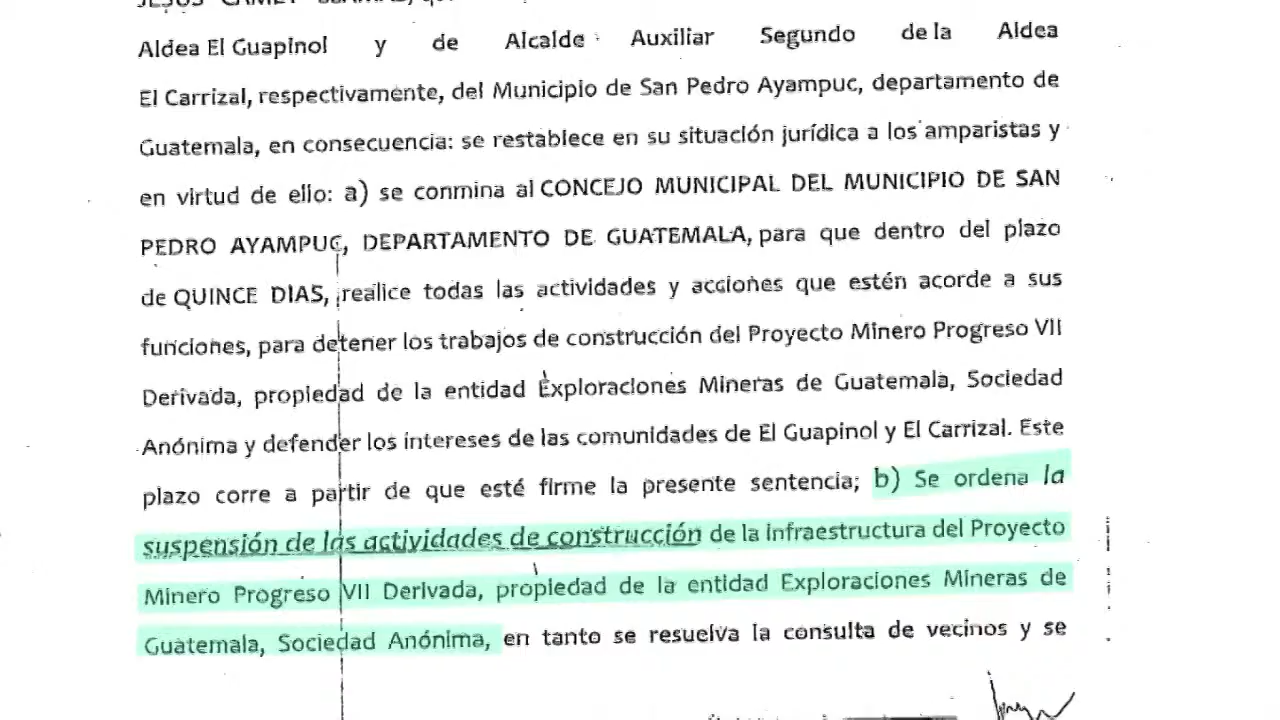 Aldea El Guapinol y de Alcalde Auxiliar Segundo de la Aldea
El Carrizal, respectivamente, del Municipio de San Pedro Ayampuc, departamento de
Guatemala, en consecuencia: se restablece en su situación jurídica a los amparistas y
en virtud de ello: a) se conmina al CONCEJO MUNICIPAL DEL MUNICIPIO DE SAN
PEDRO AYAMPUC, DEPARTAMENTO DE GUATEMALA, para que dentro del plazo
de QUINCE DIAS, realice todas las actividades y acciones que estén acorde a sus
funciones, para detener los trabajos de construcción del Proyecto Minero Progreso VII
Derivada, propiedad de la entidad Exploraciones Mineras de Guatemala, Sociedad
Anónima y defender los intereses de las comunidades de El Guapinol y El Carrizal. Este
plazo corre a partir de que esté firme la presente sentencia; b) Se ordena la
suspensión de las actividades de construcción de la infraestructura del Proyecto
Minero Progreso VII Derivada, propiedad de la entidad Exploraciones Mineras de
Guatemala, Sociedad Anónima, en tanto se resuelva la consulta de vecinos y se